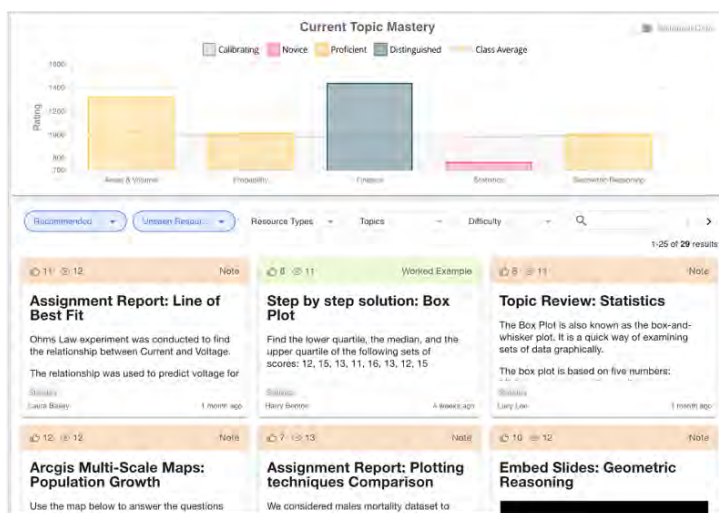 Current Topic Mastery
Calibrating Novice Proficient Distinguished Class Average
1600
1400
1200
1000
800
700
Rating
Areas & Volume Probability Finance Statistics Geometric Reasoning
Recommended Unseen Resour... Resource Types Topics Difficulty
1-25 of 29 results
11 12 Note
Assignment Report: Line of
Best Fit
Ohms Law experiment was conducted to find
the relationship between Current and Voltage.
The relationship was used to predict voltage for
Statistics
Laura Bailey 1 month ago
8 11 Worked Example
Step by step solution: Box
Plot
Find the lower quartile, the median, and the
upper quartile of the following sets of
scores: 12, 15, 13, 11, 16, 13, 12, 15
Statistics
Harry 4 weeks ago
8 11 Note
Topic Review: Statistics
The Box Plot is also known as the box-and-
whisker plot. It is a quick way of examining
sets of data graphically.
The box plot is based on five numbers:
Statistics
Lucy Lee 1 month ago
12 12 Note
Arcgis Multi-Scale Maps:
Population Growth
Use the map below to answer the questions
7 13 Note
Assignment Report: Plotting
techniques Comparison
We considered males mortality dataset to
10 12 Note
Embed Slides: Geometric
Reasoning